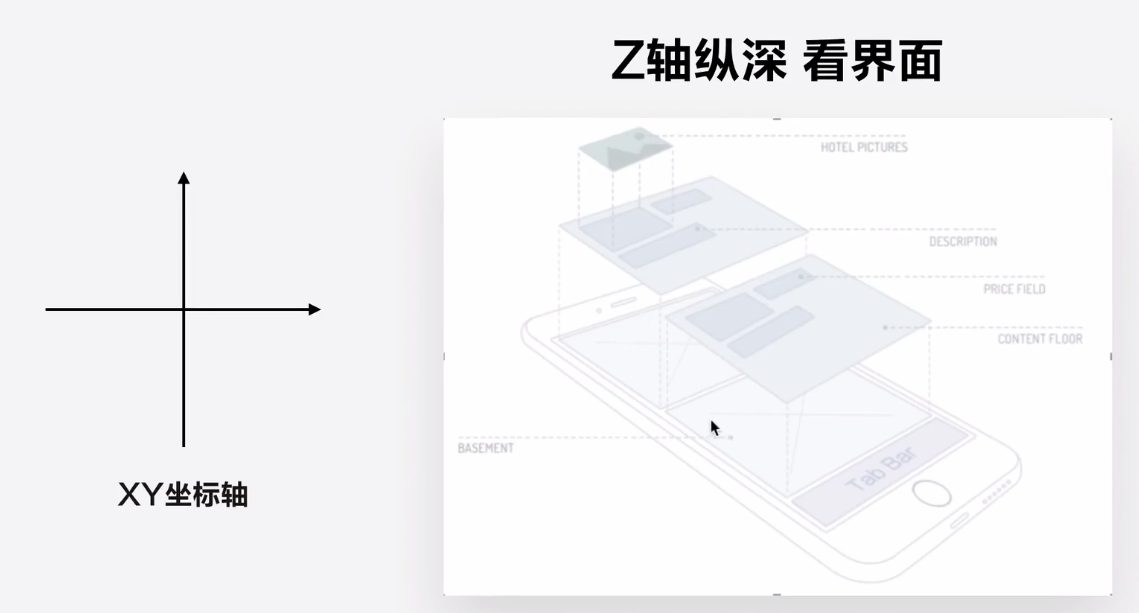 Z轴纵深 看界面
HOTEL PICTURES
DESCRIPTION
PRICE FIELD
CONTENT FLOOR
BASEMENT
Tab Bar
XY坐标轴